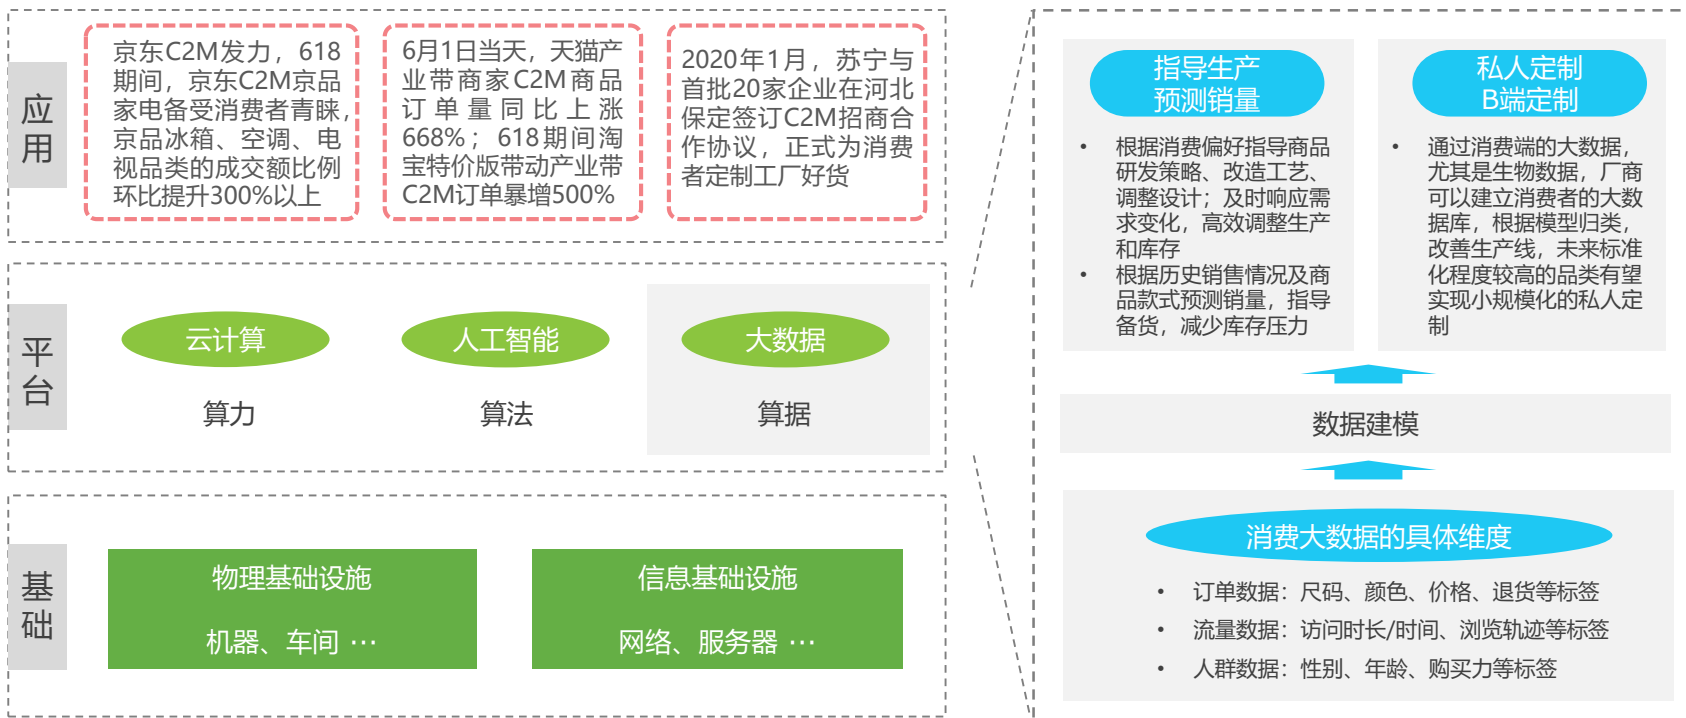 应
用
京东C2M发力，618
期间，京东C2M京品
家电备受消费者青睐，
京品冰箱、空调、电
视品类的成交额比例
环比提升300%以上
6月1日当天，天猫产
业带商家C2M商品
订单量同比上涨
668%；618期间淘
宝特价版带动产业带
C2M订单暴增500%
2020年1月，苏宁与
首批20家企业在河北
保定签订C2M招商合
作协议，正式为消费
者定制工厂好货
平
台
云计算
算力
人工智能
算法
大数据
算据
基
础
物理基础设施
机器、车间 …
信息基础设施
网络、服务器 …
指导生产
预测销量
• 根据消费偏好指导商品
研发策略、改造工艺、
调整设计；及时响应需
求变化，高效调整生产
和库存
• 根据历史销售情况及商
品款式预测销量，指导
备货，减少库存压力
私人定制
B端定制
• 通过消费端的大数据，
尤其是生物数据，厂商
可以建立消费者的大数
据库，根据模型归类，
改善生产线，未来标准
化程度较高的品类有望
实现小规模化的私人定
制
数据建模
消费大数据的具体维度
• 订单数据：尺码、颜色、价格、退货等标签
• 流量数据：访问时长/时间、浏览轨迹等标签
• 人群数据：性别、年龄、购买力等标签